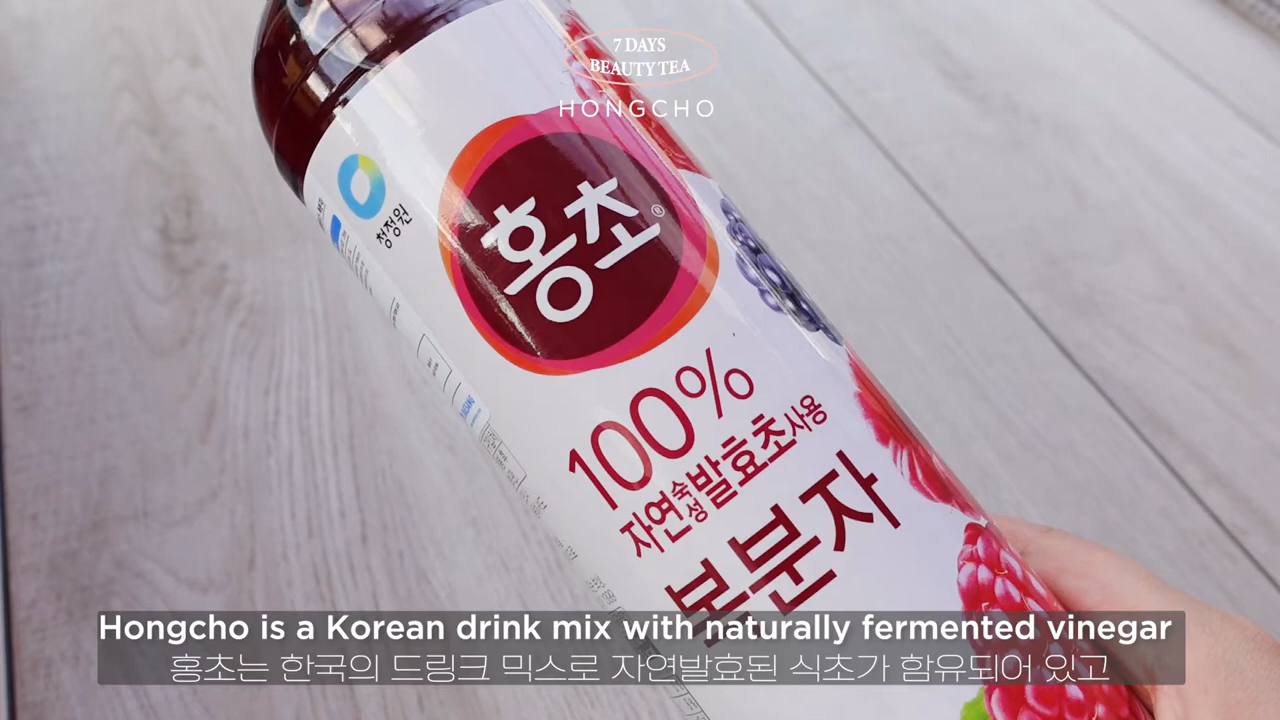 7 DAYS
BEAUTY TEA
HONGCHO
청정원
홍초®
100%
자연숙성발효초사용
복분자
Hongcho is a Korean drink mix with naturally fermented vinegar
홍초는 한국의 드링크 믹스로 자연발효된 식초가 함유되어 있고